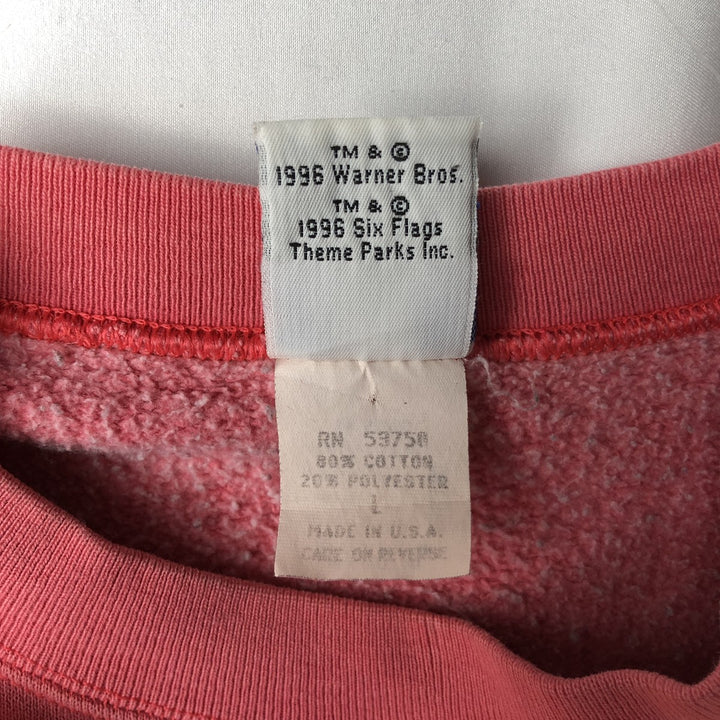 TM & ©
1996 Warner Bros.
TM & ©
1996 Six Flags
Theme Parks Inc.
RN 53750
80% COTTON
20% POLYESTER
L
MADE IN U.S.A.
CARE ON REVERSE